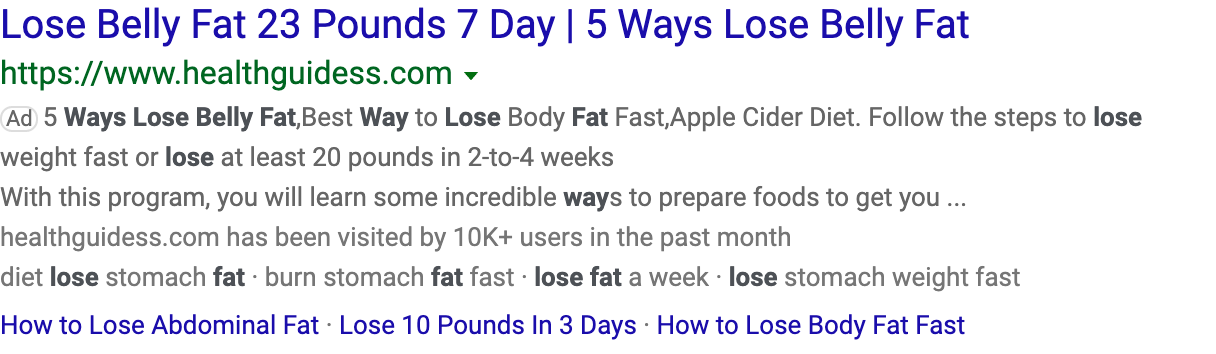 Lose Belly Fat 23 Pounds 7 Day | 5 Ways Lose Belly Fat
https://www.healthguidess.com
Ad 5 Ways Lose Belly Fat,Best Way to Lose Body Fat Fast,Apple Cider Diet. Follow the steps to lose
weight fast or lose at least 20 pounds in 2-to-4 weeks
With this program, you will learn some incredible ways to prepare foods to get you ...
healthguidess.com has been visited by 10K+ users in the past month
diet lose stomach fat · burn stomach fat fast · lose fat a week · lose stomach weight fast
How to Lose Abdominal Fat · Lose 10 Pounds In 3 Days · How to Lose Body Fat Fast